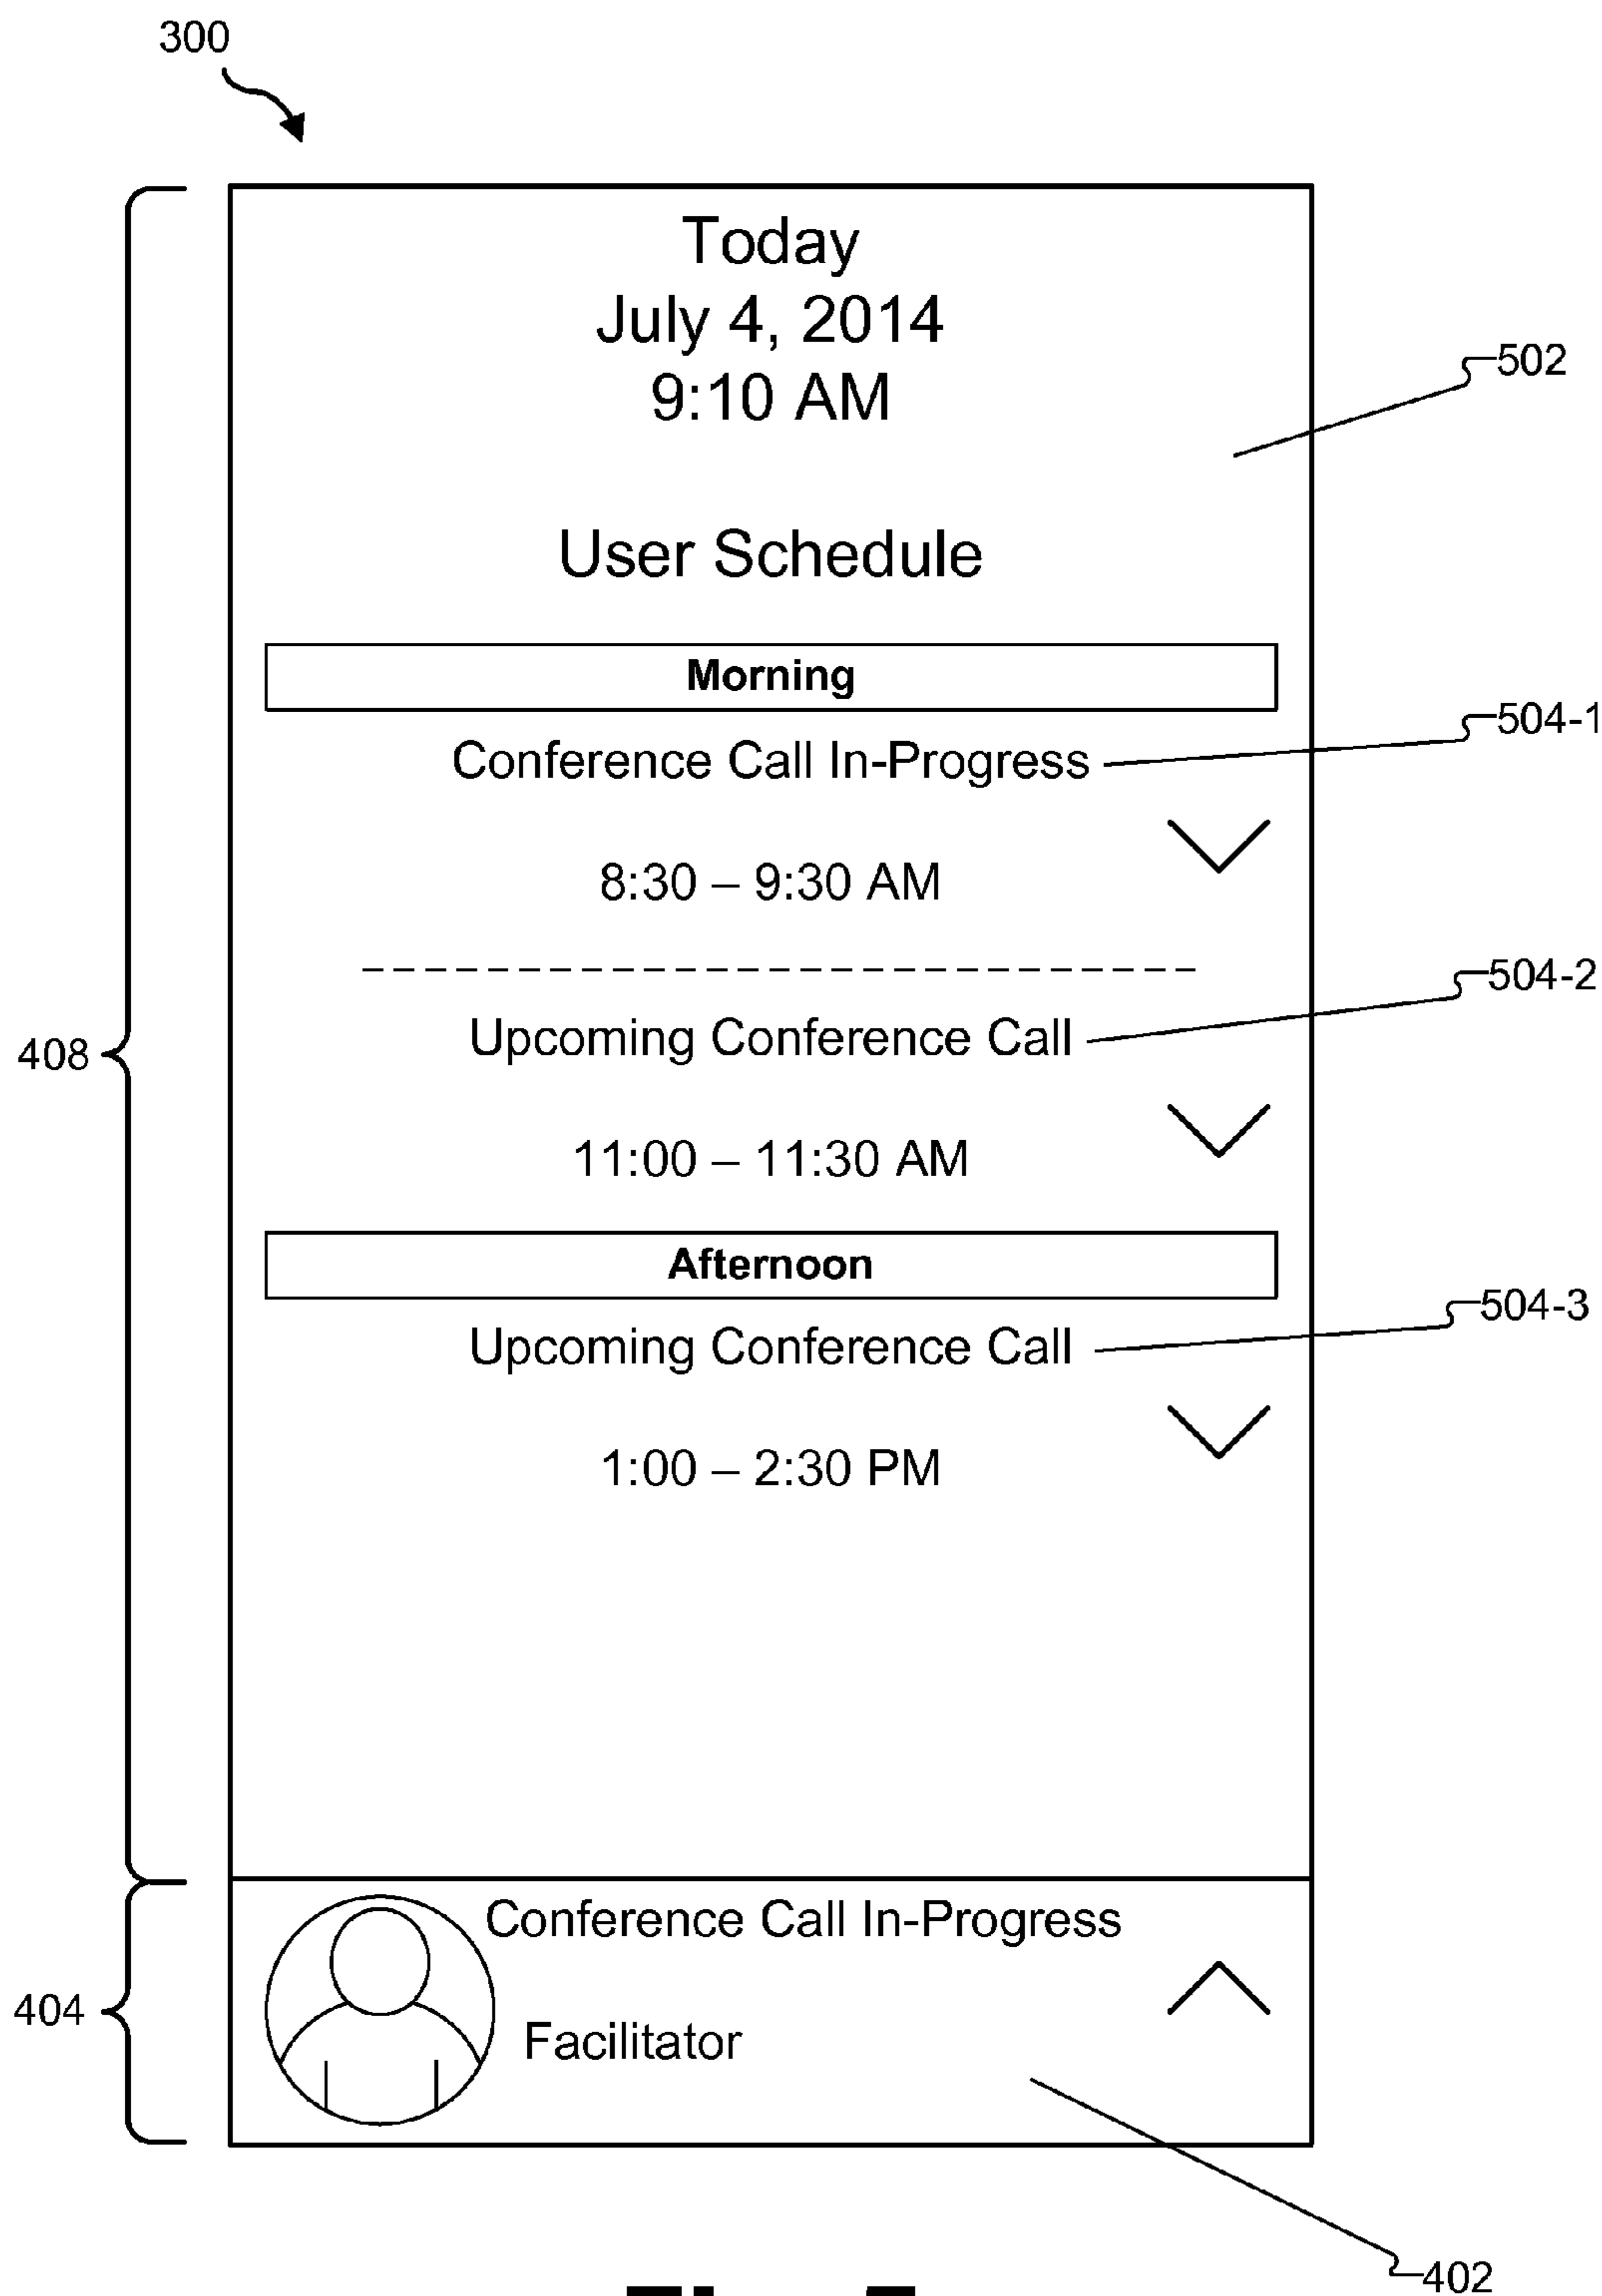 300
Today
July 4, 2014
9:10 AM
502
User Schedule
Morning
504-1
Conference Call In-Progress
8:30 – 9:30 AM
504-2
Upcoming Conference Call
408
11:00 – 11:30 AM
Afternoon
504-3
Upcoming Conference Call
1:00 – 2:30 PM
Conference Call In-Progress
404
Facilitator
402